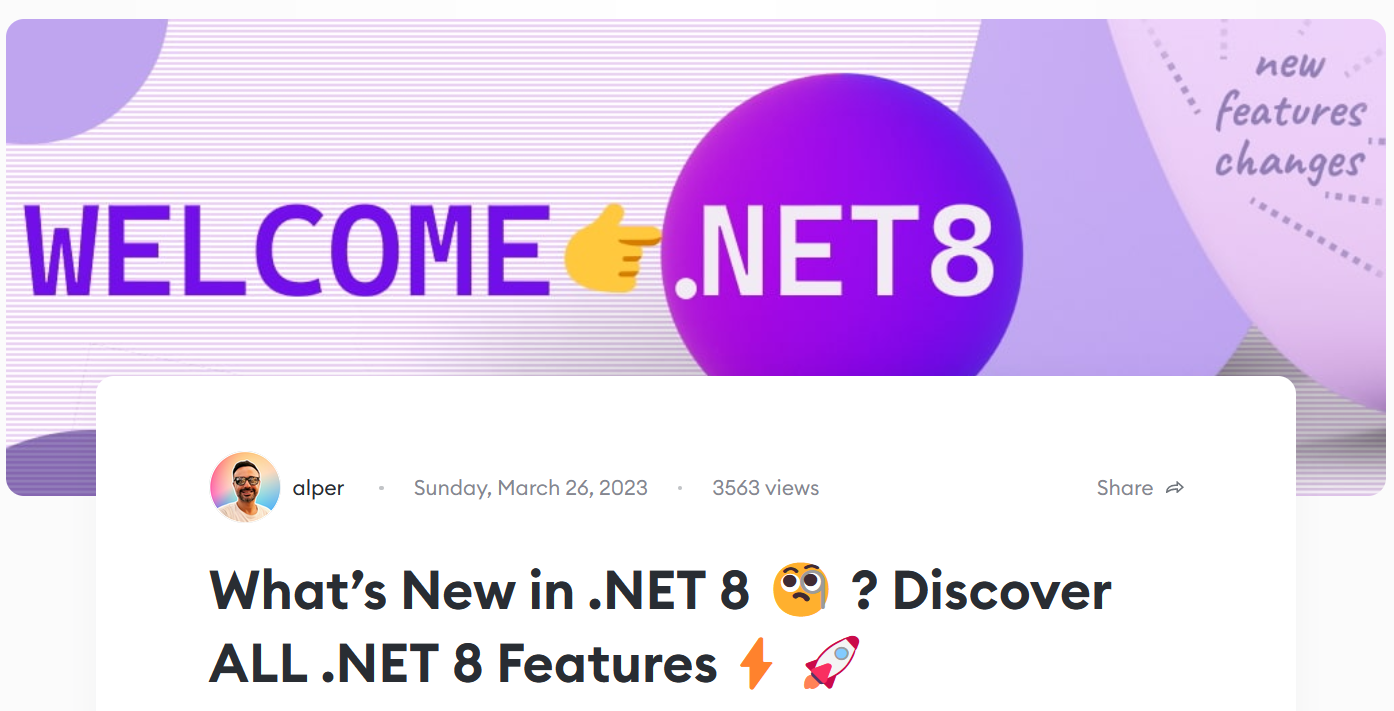 new
features
changes
WELCOME👉.NET8
alper • Sunday, March 26, 2023 • 3563 views Share
What’s New in .NET 8 🧐 ? Discover
ALL .NET 8 Features ⚡ 🚀